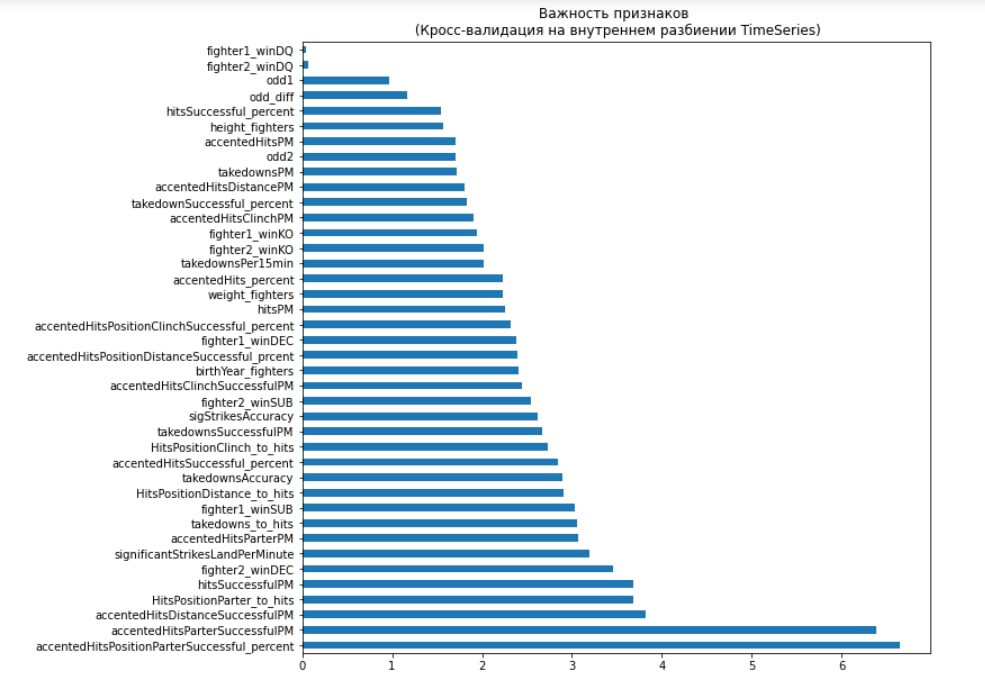 Важность признаков
(Кросс-валидация на внутреннем разбиении TimeSeries)
fighter1_winDQ
fighter2_winDQ
odd1
odd_diff
hitsSuccessful_percent
height_fighters
accentedHitsPM
odd2
takedownsPM
accentedHitsDistancePM
takedownSuccessful_percent
accentedHitsClinchPM
fighter1_winKO
fighter2_winKO
takedownsPer15min
accentedHits_percent
weight_fighters
hitsPM
accentedHitsPositionClinchSuccessful_percent
fighter1_winDEC
accentedHitsPositionDistanceSuccessful_prcent
birthYear_fighters
accentedHitsClinchSuccessfulPM
fighter2_winSUB
sigStrikesAccuracy
takedownsSuccessfulPM
HitsPositionClinch_to_hits
accentedHitsSuccessful_percent
takedownsAccuracy
HitsPositionDistance_to_hits
fighter1_winSUB
takedowns_to_hits
accentedHitsParterPM
significantStrikesLandPerMinute
fighter2_winDEC
hitsSuccessfulPM
HitsPositionParter_to_hits
accentedHitsDistanceSuccessfulPM
accentedHitsParterSuccessfulPM
accentedHitsPositionParterSuccessful_percent
0 1 2 3 4 5 6